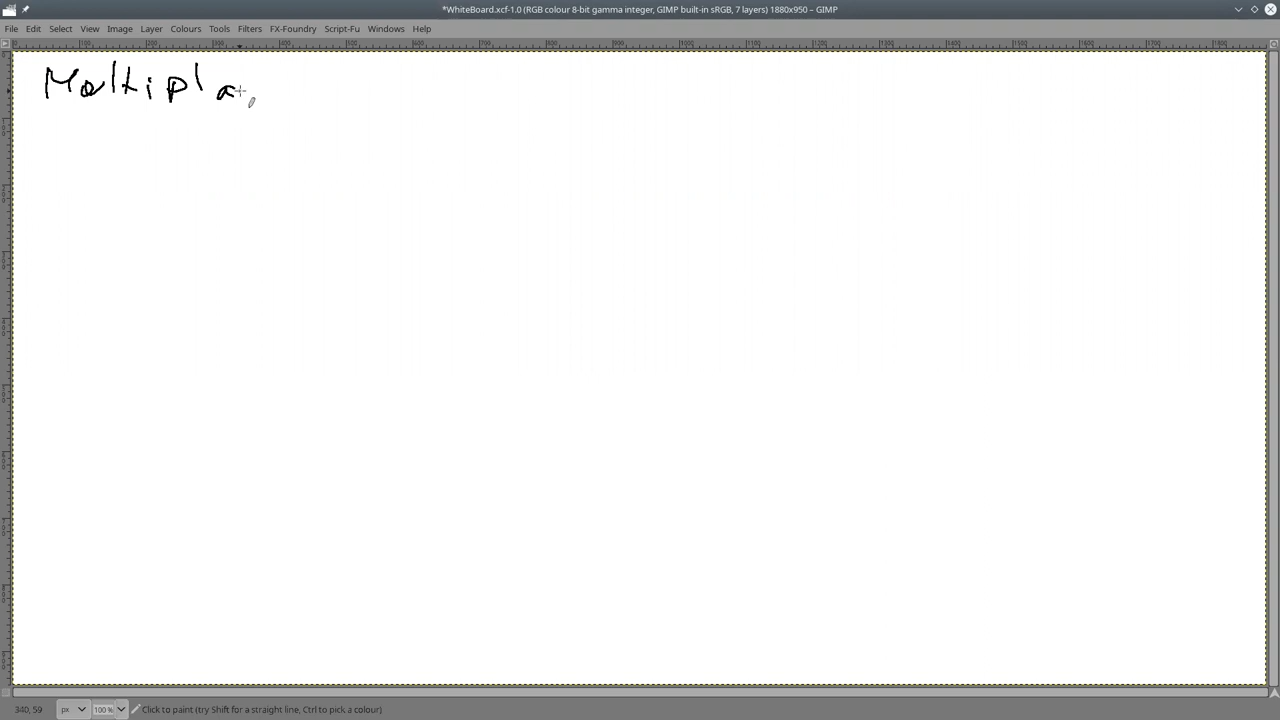 *WhiteBoard.xcf-1.0 (RGB colour 8-bit gamma integer, GIMP built-in sRGB, 7 layers) 1880x950 – GIMP
File Edit Select View Image Layer Colours Tools Filters FX-Foundry Script-Fu Windows Help
Multipla
340, 59 px 100 % Click to paint (try Shift for a straight line, Ctrl to pick a colour)